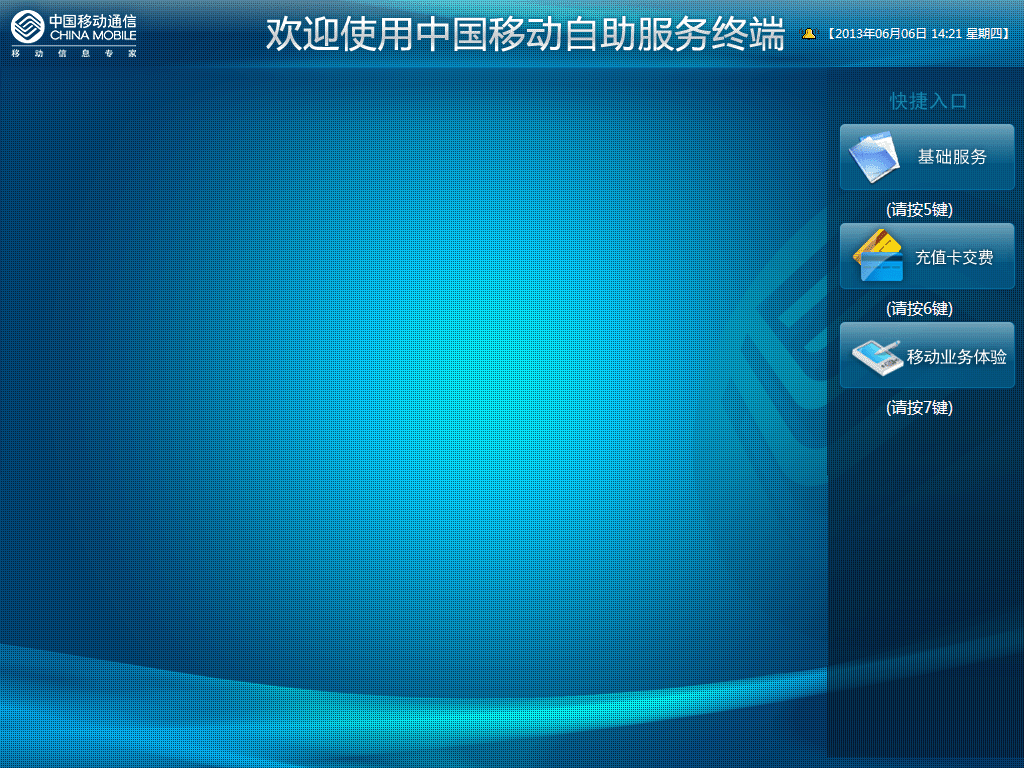 中国移动通信
CHINA MOBILE
移动信息专家
欢迎使用中国移动自助服务终端
【2013年06月06日 14:21 星期四】
快捷入口
基础服务
(请按5键)
充值卡交费
(请按6键)
移动业务体验
(请按7键)